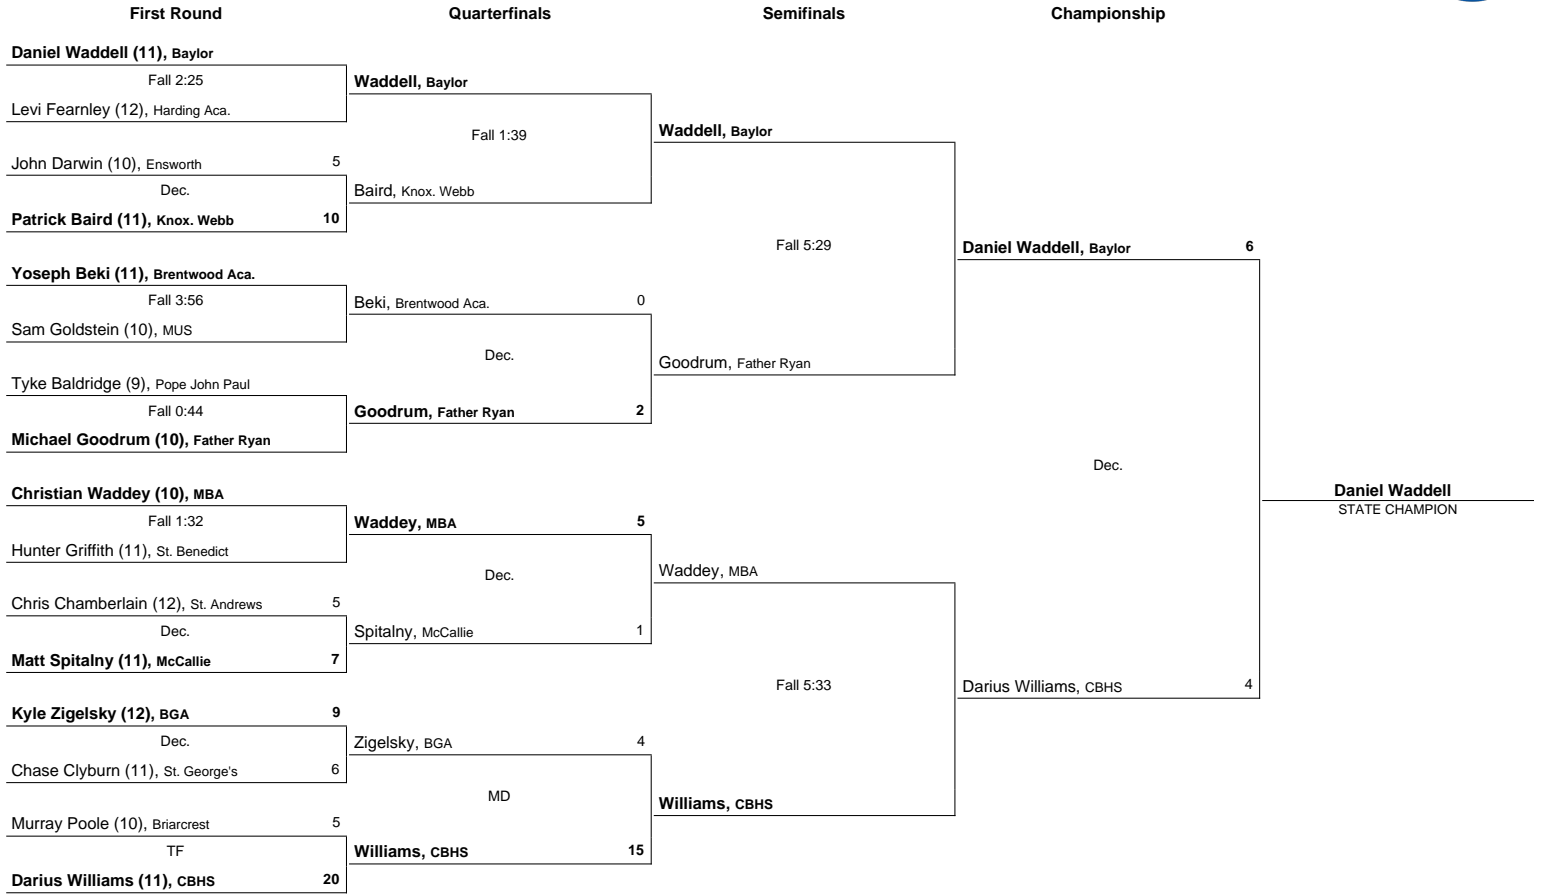 First Round
Quarterfinals
Semifinals
Championship
Daniel Waddell (11), Baylor
Fall 2:25
Levi Fearnley (12), Harding Aca.
John Darwin (10), Ensworth 5
Dec.
Patrick Baird (11), Knox. Webb 10
Yoseph Beki (11), Brentwood Aca.
Fall 3:56
Sam Goldstein (10), MUS
Tyke Baldridge (9), Pope John Paul
Fall 0:44
Michael Goodrum (10), Father Ryan
Christian Waddey (10), MBA
Fall 1:32
Hunter Griffith (11), St. Benedict
Chris Chamberlain (12), St. Andrews 5
Dec.
Matt Spitalny (11), McCallie 7
Kyle Zigelsky (12), BGA 9
Dec.
Chase Clyburn (11), St. George's 6
Murray Poole (10), Briarcrest 5
TF
Darius Williams (11), CBHS 20
Waddell, Baylor
Fall 1:39
Baird, Knox. Webb
Beki, Brentwood Aca. 0
Dec.
Goodrum, Father Ryan 2
Waddey, MBA 5
Dec.
Spitalny, McCallie 1
Zigelsky, BGA 4
MD
Williams, CBHS 15
Waddell, Baylor
Fall 5:29
Goodrum, Father Ryan
Waddey, MBA
Fall 5:33
Williams, CBHS
Daniel Waddell, Baylor 6
Dec.
Darius Williams, CBHS 4
Daniel Waddell
STATE CHAMPION